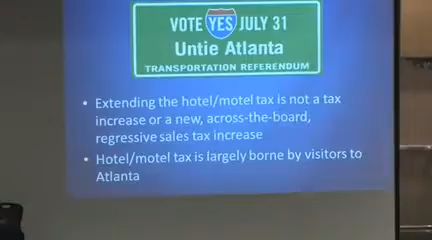 VOTE YES JULY 31
Untie Atlanta
TRANSPORTATION REFERENDUM
• Extending the hotel/motel tax is not a tax
increase or a new, across-the-board,
regressive sales tax increase
• Hotel/motel tax is largely borne by visitors to
Atlanta